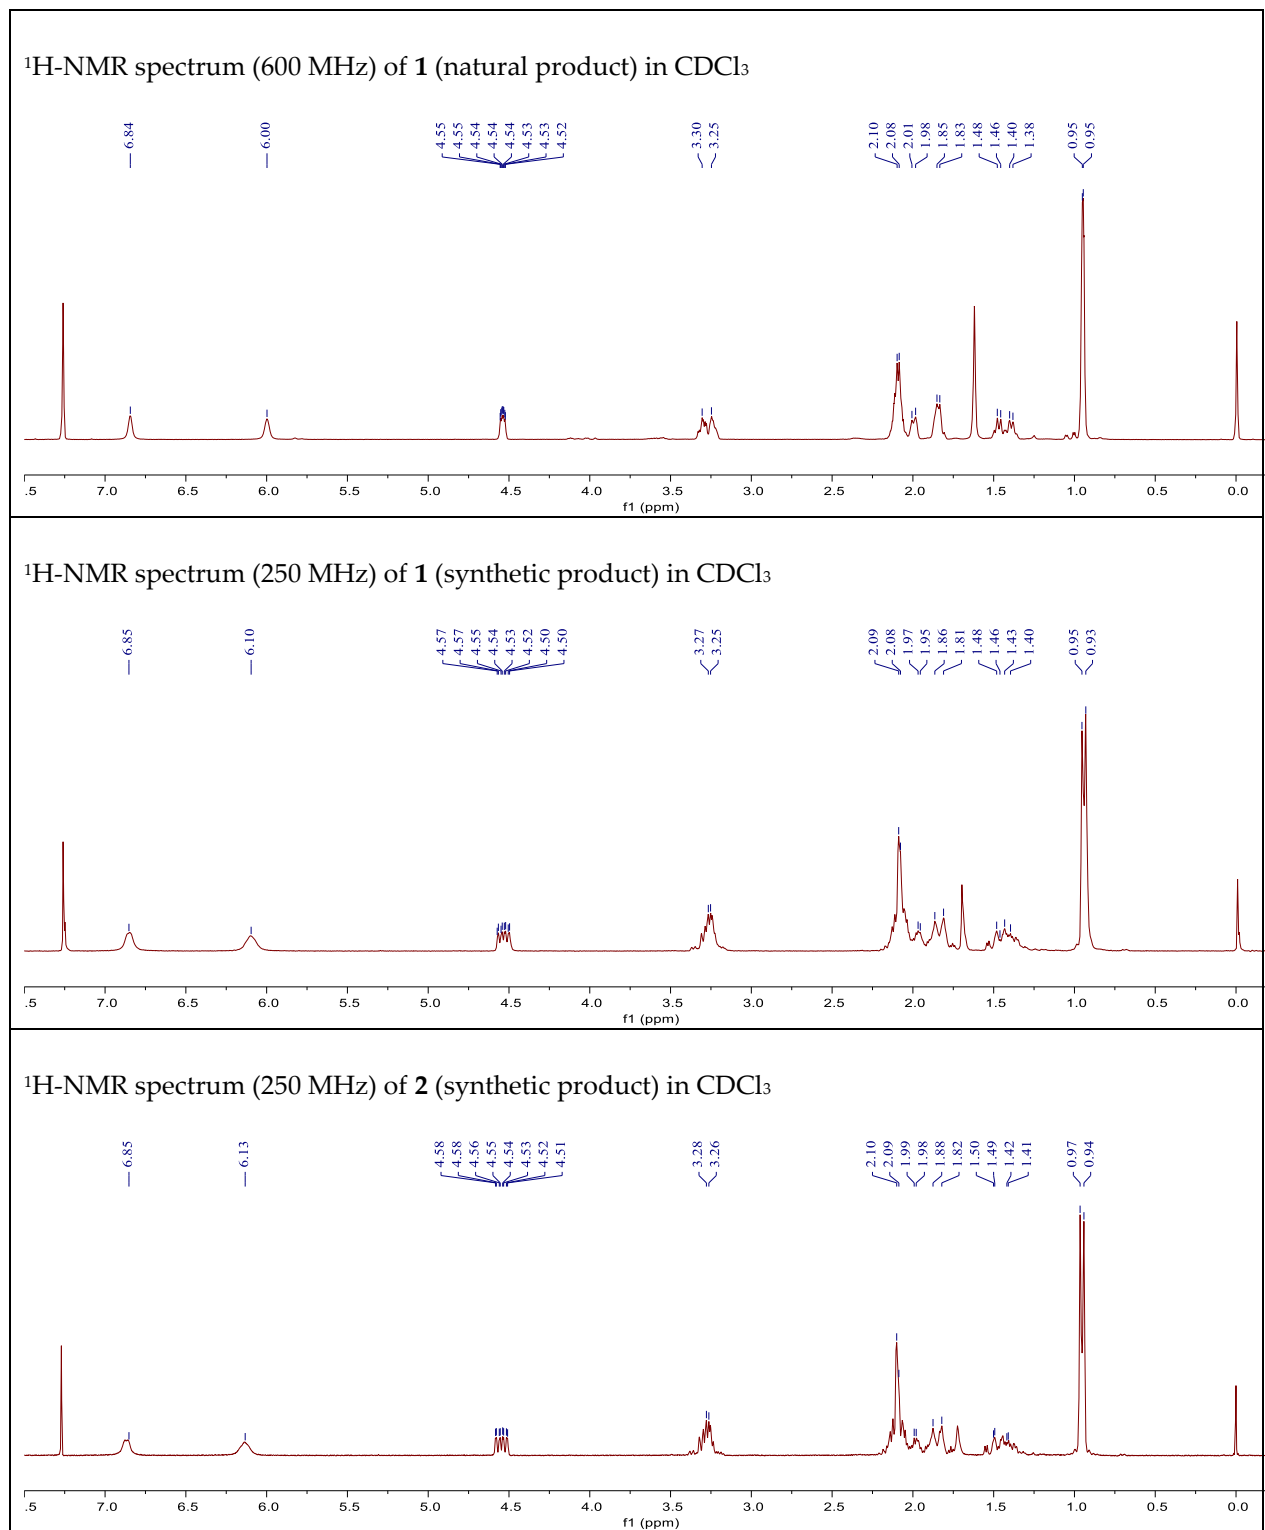 ¹H-NMR spectrum (600 MHz) of 1 (natural product) in CDCl₃
6.84 6.00 4.55 4.55 4.54 4.54 4.54 4.53 4.53 4.52 3.30 3.25 2.10 2.08 2.01 1.98 1.85 1.83 1.48 1.46 1.40 1.38 0.95 0.95
.5 7.0 6.5 6.0 5.5 5.0 4.5 4.0 3.5 3.0 2.5 2.0 1.5 1.0 0.5 0.0
f1 (ppm)
¹H-NMR spectrum (250 MHz) of 1 (synthetic product) in CDCl₃
6.85 6.10 4.57 4.57 4.55 4.54 4.53 4.52 4.50 4.50 3.27 3.25 2.09 2.08 1.97 1.95 1.86 1.81 1.48 1.46 1.43 1.40 0.95 0.93
.5 7.0 6.5 6.0 5.5 5.0 4.5 4.0 3.5 3.0 2.5 2.0 1.5 1.0 0.5 0.0
f1 (ppm)
¹H-NMR spectrum (250 MHz) of 2 (synthetic product) in CDCl₃
6.85 6.13 4.58 4.58 4.56 4.55 4.54 4.53 4.52 4.51 3.28 3.26 2.10 2.09 1.99 1.98 1.88 1.82 1.50 1.49 1.42 1.41 0.97 0.94
.5 7.0 6.5 6.0 5.5 5.0 4.5 4.0 3.5 3.0 2.5 2.0 1.5 1.0 0.5 0.0
f1 (ppm)